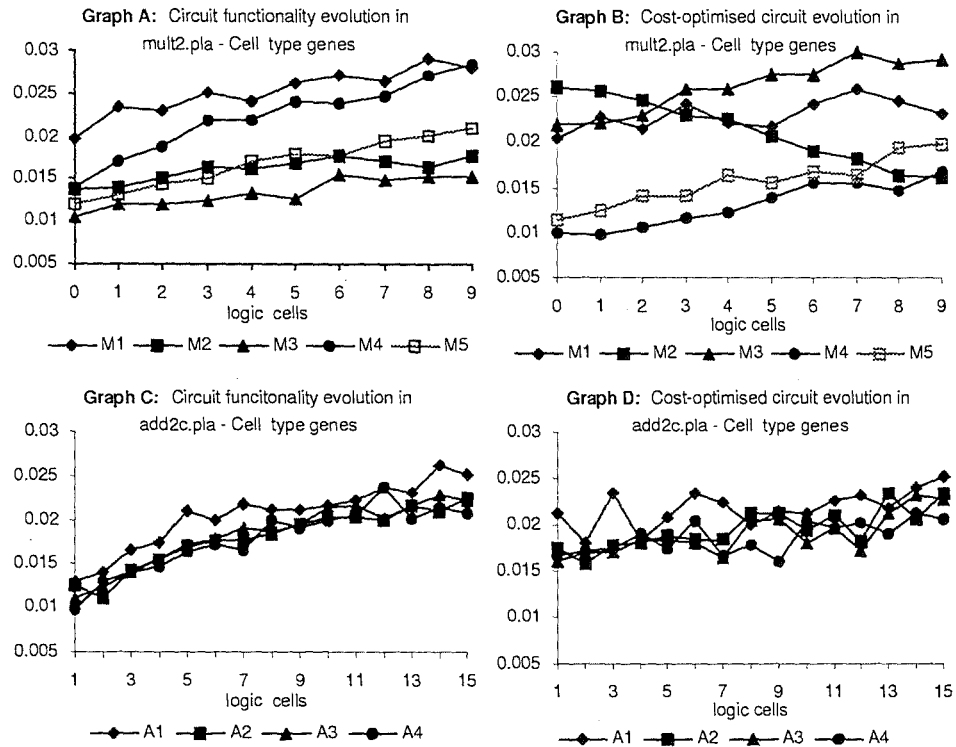 Graph A: Circuit functionality evolution in
mult2.pla - Cell type genes
0.03
0.025
0.02
0.015
0.01
0.005
0 1 2 3 4 5 6 7 8 9
logic cells
M1 M2 M3 M4 M5
Graph B: Cost-optimised circuit evolution in
mult2.pla - Cell type genes
0.03
0.025
0.02
0.015
0.01
0.005
0 1 2 3 4 5 6 7 8 9
logic cells
M1 M2 M3 M4 M5
Graph C: Circuit funcitonality evolution in
add2c.pla - Cell type genes
0.03
0.025
0.02
0.015
0.01
0.005
1 3 5 7 9 11 13 15
logic cells
A1 A2 A3 A4
Graph D: Cost-optimised circuit evolution in
add2c.pla - Cell type genes
0.03
0.025
0.02
0.015
0.01
0.005
1 3 5 7 9 11 13 15
logic cells
A1 A2 A3 A4